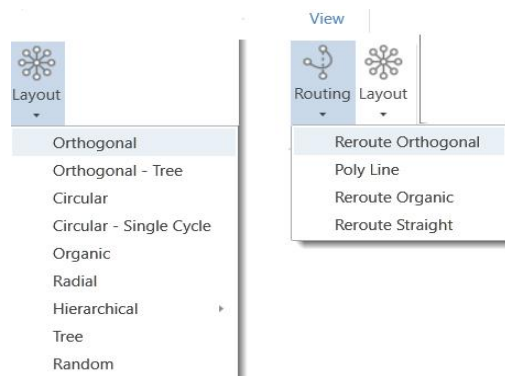 Layout
Orthogonal
Orthogonal - Tree
Circular
Circular - Single Cycle
Organic
Radial
Hierarchical
Tree
Random
View
Routing Layout
Reroute Orthogonal
Poly Line
Reroute Organic
Reroute Straight